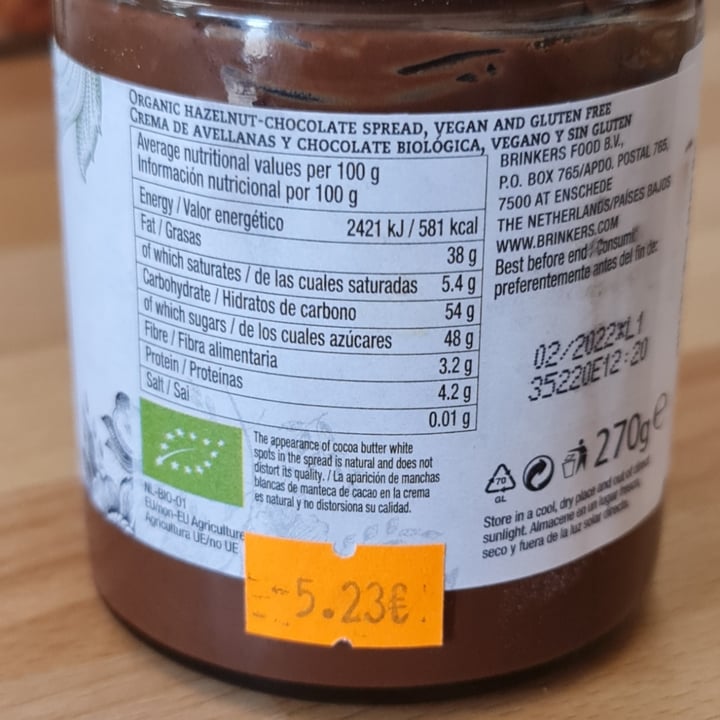 ORGANIC HAZELNUT-CHOCOLATE SPREAD, VEGAN AND GLUTEN FREE
CREMA DE AVELLANAS Y CHOCOLATE BIOLÓGICA, VEGANO Y SIN GLUTEN
Average nutritional values per 100 g
Información nutricional por 100 g
Energy / Valor energético 2421 kJ / 581 kcal
Fat / Grasas 38 g
of which saturates / de las cuales saturadas 5.4 g
Carbohydrate / Hidratos de carbono 54 g
of which sugars / de los cuales azúcares 48 g
Fibre / Fibra alimentaria 3.2 g
Protein / Proteínas 4.2 g
Salt / Sal 0.01 g
BRINKERS FOOD B.V.,
P.O. BOX 765/APDO. POSTAL 765,
7500 AT ENSCHEDE
THE NETHERLANDS/PAÍSES BAJOS
WWW.BRINKERS.COM
Best before end / Consumir
preferentemente antes del fin de:
02/2022 L1
35220E12:20
The appearance of cocoa butter white
spots in the spread is natural and does not
distort its quality. / La aparición de manchas
blancas de manteca de cacao en la crema
es natural y no distorsiona su calidad.
NL-BIO-01
EU/non-EU Agriculture
Agricultura UE/no UE
70
GL
270g e
Store in a cool, dry place and out of direct
sunlight. Almacene en un lugar fresco,
seco y fuera de la luz solar directa.
5.23€